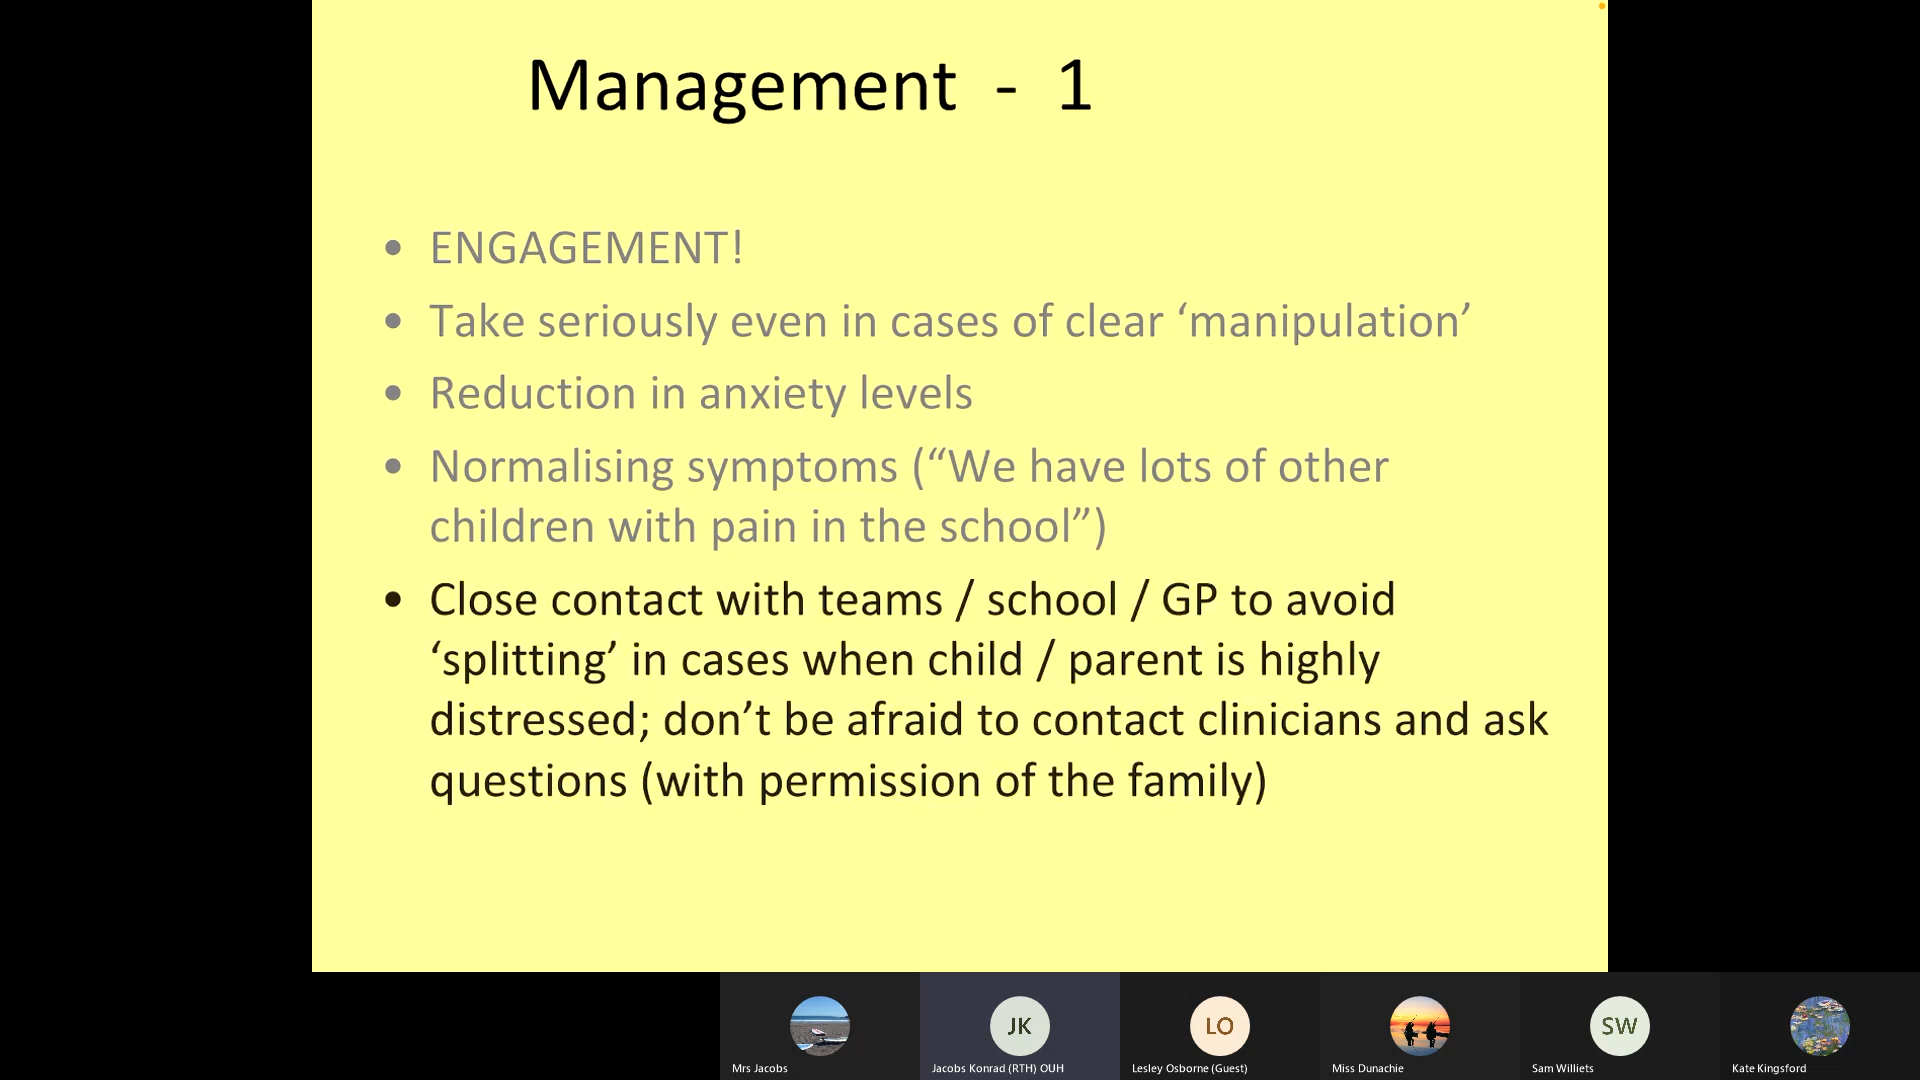 Management - 1
• ENGAGEMENT!
• Take seriously even in cases of clear ‘manipulation’
• Reduction in anxiety levels
• Normalising symptoms (“We have lots of other
children with pain in the school”)
• Close contact with teams / school / GP to avoid
‘splitting’ in cases when child / parent is highly
distressed; don’t be afraid to contact clinicians and ask
questions (with permission of the family)
JK
LO
SW
Mrs Jacobs
Jacobs Konrad (RTH) OUH
Lesley Osborne (Guest)
Miss Dunachie
Sam Williets
Kate Kingsford